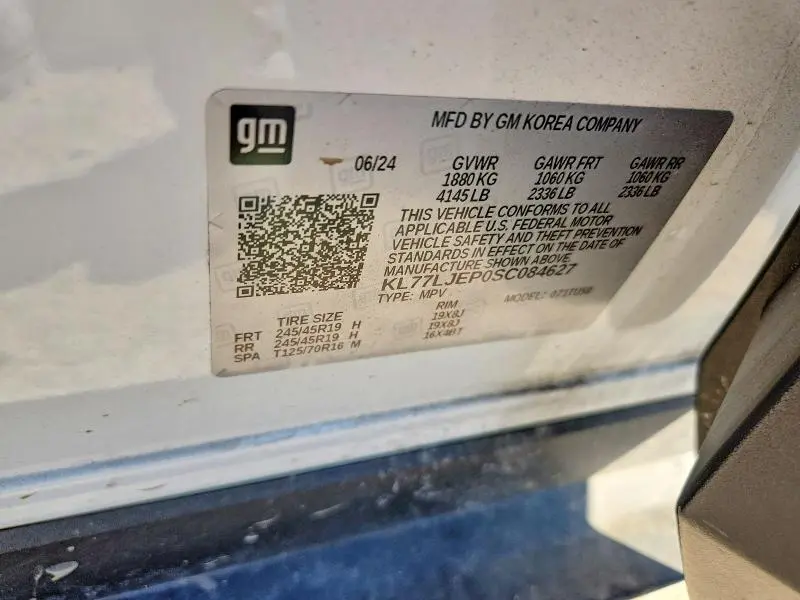 gm
MFD BY GM KOREA COMPANY
06/24 GVWR GAWR FRT GAWR RR
1880 KG 1060 KG 1060 KG
4145 LB 2336 LB 2336 LB
THIS VEHICLE CONFORMS TO ALL
APPLICABLE U.S. FEDERAL MOTOR
VEHICLE SAFETY AND THEFT PREVENTION
STANDARDS IN EFFECT ON THE DATE OF
MANUFACTURE SHOWN ABOVE.
KL77LJEP0SC084627
TYPE: MPV MODEL: 071TU58
TIRE SIZE RIM
FRT 245/45R19 H 19X8J
RR 245/45R19 H 19X8J
SPA T125/70R16 M 16X4BT